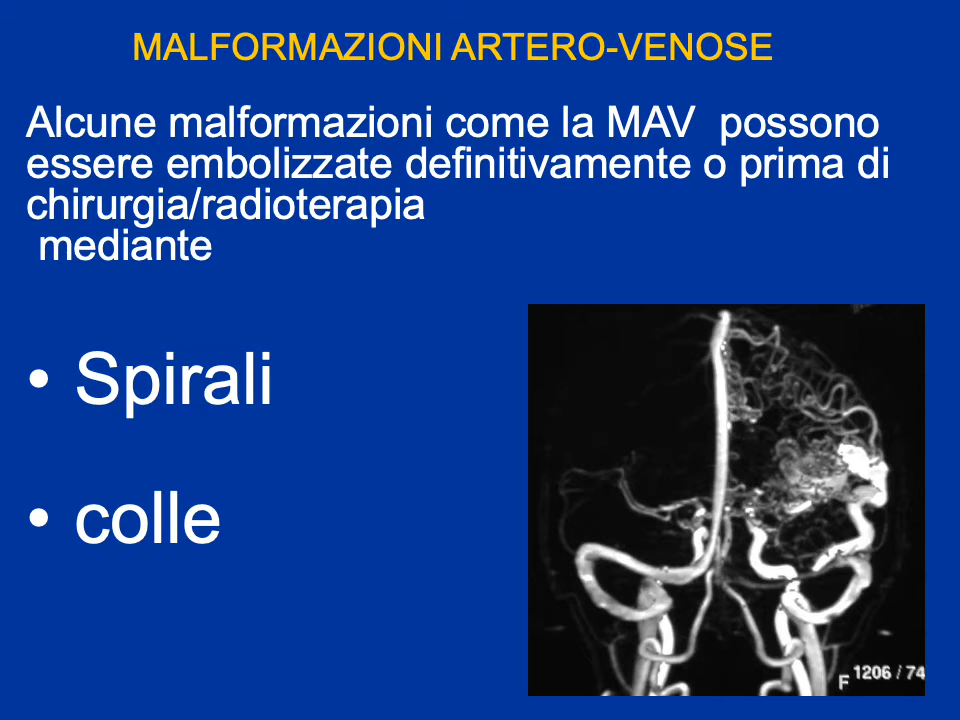 MALFORMAZIONI ARTERO-VENOSE
Alcune malformazioni come la MAV possono
essere embolizzate definitivamente o prima di
chirurgia/radioterapia
mediante
• Spirali
• colle
F 1206 / 74